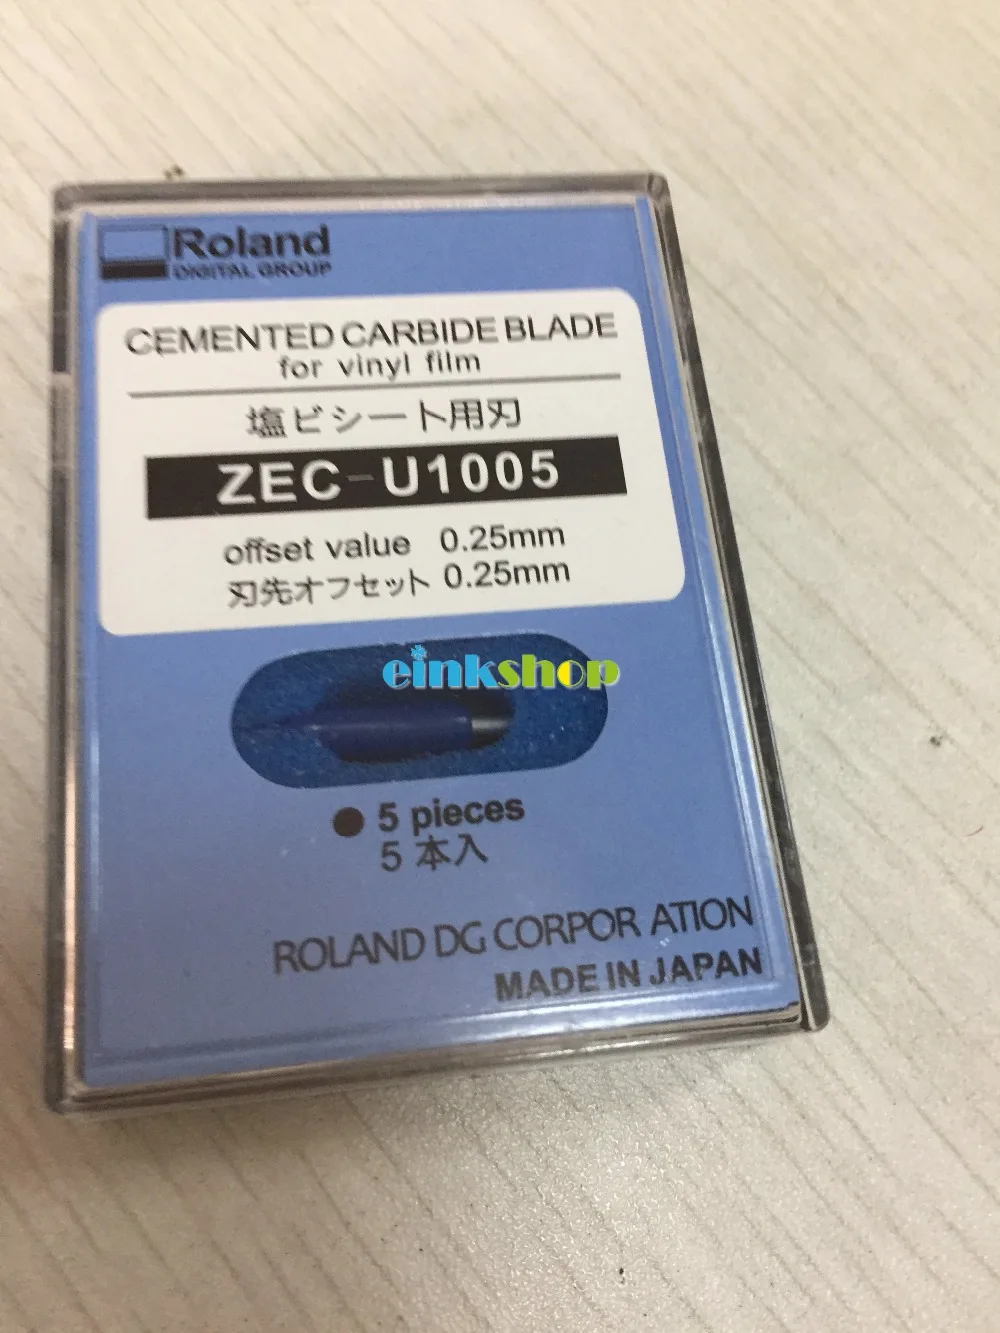 Roland
DIGITAL GROUP
CEMENTED CARBIDE BLADE
for vinyl film
塩ビシート用刃
ZEC-U1005
offset value 0.25mm
刃先オフセット 0.25mm
einkshop
● 5 pieces
5 本入
ROLAND DG CORPOR ATION
MADE IN JAPAN